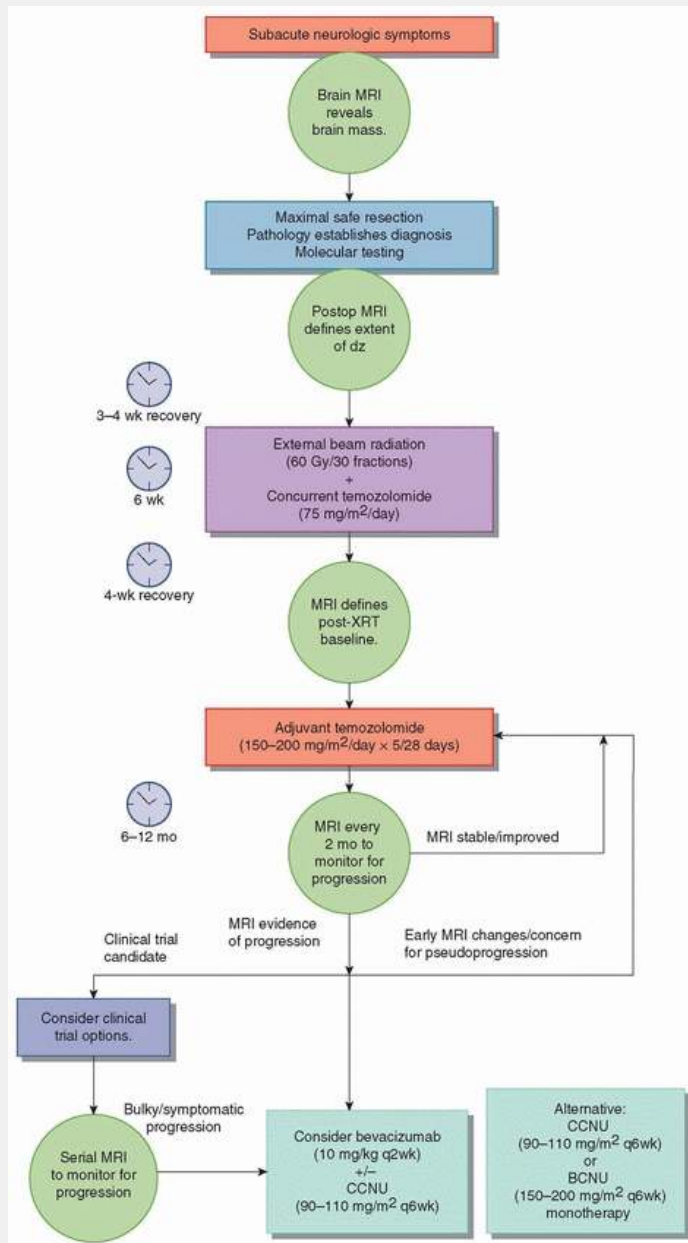 Subacute neurologic symptoms
Brain MRI
reveals
brain mass.
Maximal safe resection
Pathology establishes diagnosis
Molecular testing
Postop MRI
defines extent
of dz
3–4 wk recovery
External beam radiation
(60 Gy/30 fractions)
+
Concurrent temozolomide
(75 mg/m²/day)
6 wk
4-wk recovery
MRI defines
post-XRT
baseline.
Adjuvant temozolomide
(150–200 mg/m²/day × 5/28 days)
6–12 mo
MRI every
2 mo to
monitor for
progression
MRI stable/improved
MRI evidence
of progression
Early MRI changes/concern
for pseudoprogression
Clinical trial
candidate
Consider clinical
trial options.
Bulky/symptomatic
progression
Serial MRI
to monitor for
progression
Consider bevacizumab
(10 mg/kg q2wk)
+/–
CCNU
(90–110 mg/m² q6wk)
Alternative:
CCNU
(90–110 mg/m² q6wk)
or
BCNU
(150–200 mg/m² q6wk)
monotherapy